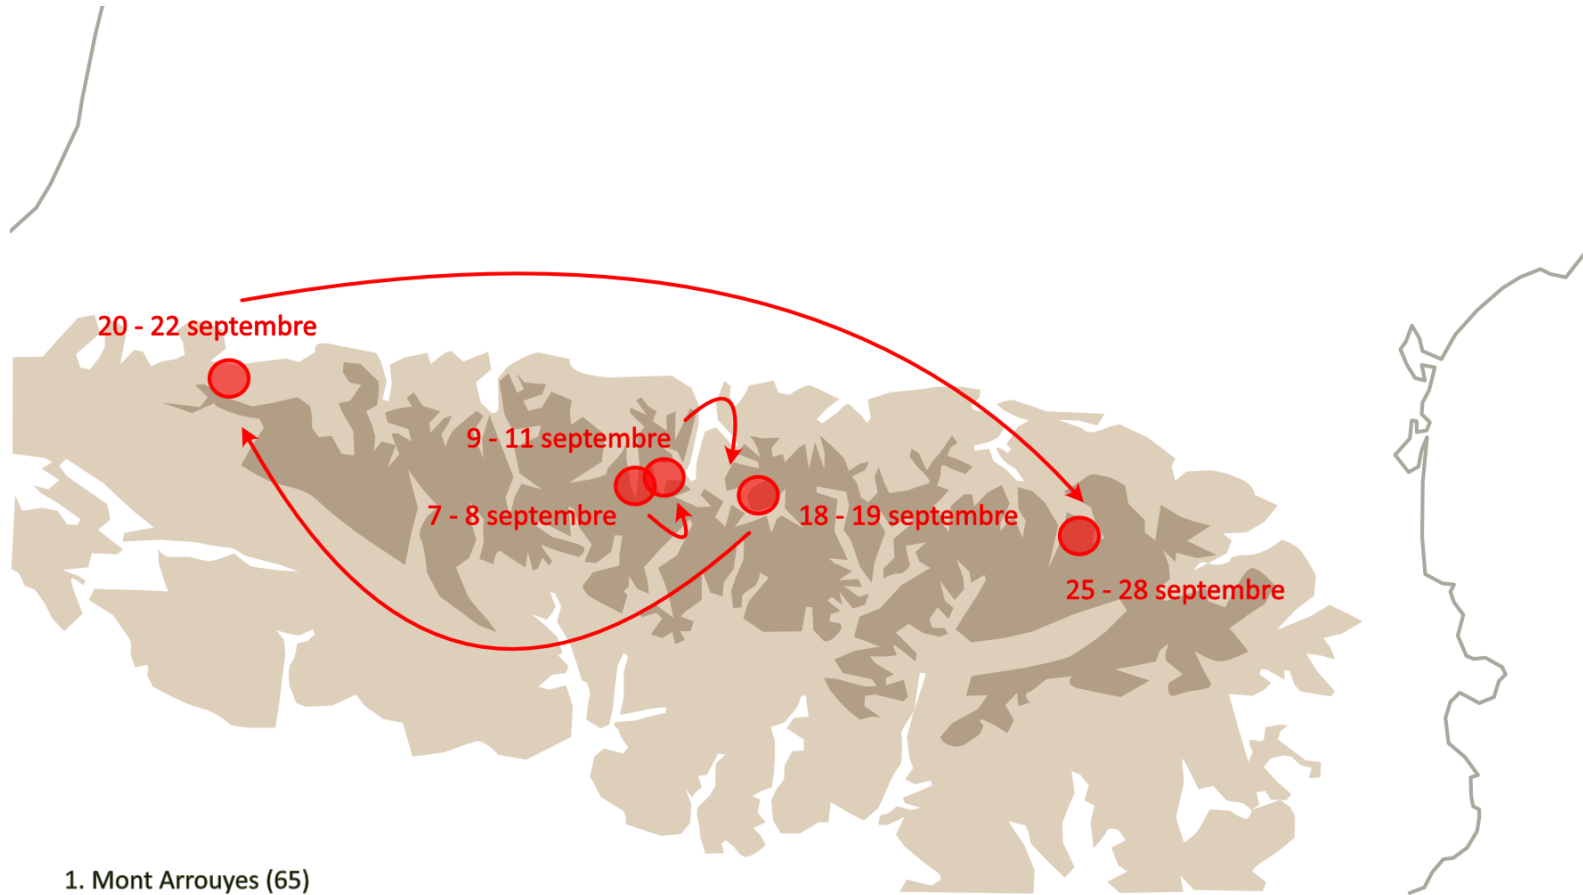 20 - 22 septembre
9 - 11 septembre
7 - 8 septembre
18 - 19 septembre
25 - 28 septembre
1. Mont Arrouyes (65)